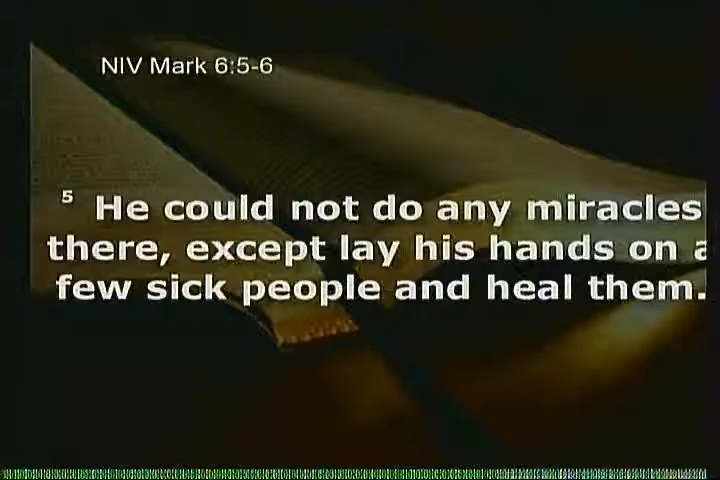 NIV Mark 6:5-6
5 He could not do any miracles
there, except lay his hands on a
few sick people and heal them.